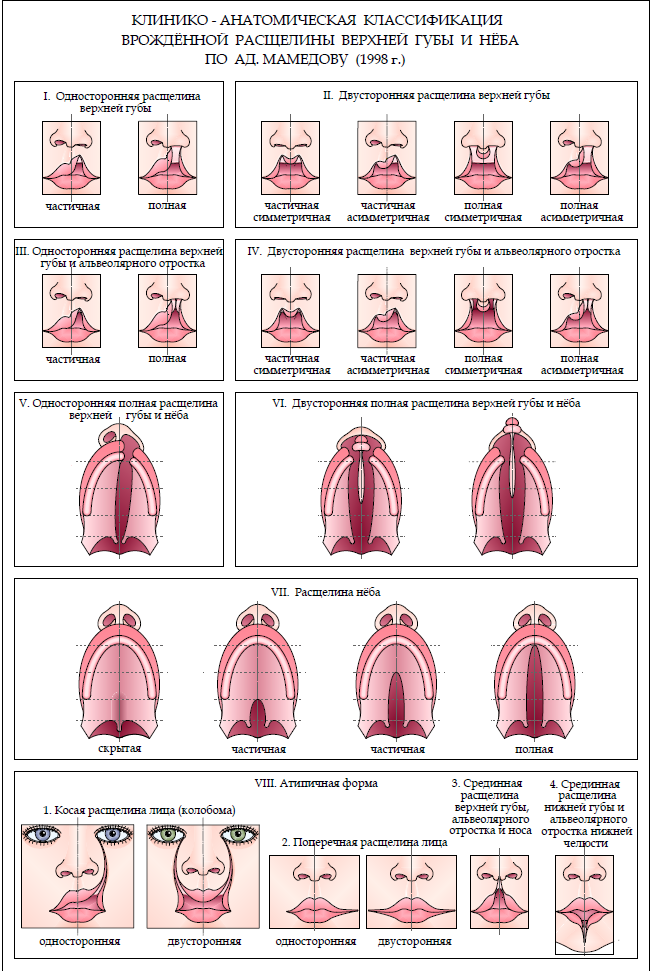 КЛИНИКО - АНАТОМИЧЕСКАЯ КЛАССИФИКАЦИЯ
ВРОЖДЁННОЙ РАСЩЕЛИНЫ ВЕРХНЕЙ ГУБЫ И НЁБА
ПО АД. МАМЕДОВУ (1998 г.)
I. Односторонняя расщелина
верхней губы
частичная
полная
II. Двусторонняя расщелина верхней губы
частичная
симметричная
частичная
асимметричная
полная
симметричная
полная
асимметричная
III. Односторонняя расщелина верхней
губы и альвеолярного отростка
частичная
полная
IV. Двусторонняя расщелина верхней губы и альвеолярного отростка
частичная
симметричная
частичная
асимметричная
полная
симметричная
полная
асимметричная
V. Односторонняя полная расщелина
верхней губы и нёба
VI. Двусторонняя полная расщелина верхней губы и нёба
VII. Расщелина нёба
скрытая
частичная
частичная
полная
VIII. Атипичная форма
1. Косая расщелина лица (колобома)
односторонняя
двусторонняя
2. Поперечная расщелина лица
односторонняя
двусторонняя
3. Срединная
расщелина
верхней губы,
альвеолярного
отростка и носа
4. Срединная
расщелина
нижней губы и
альвеолярного
отростка нижней
челюсти